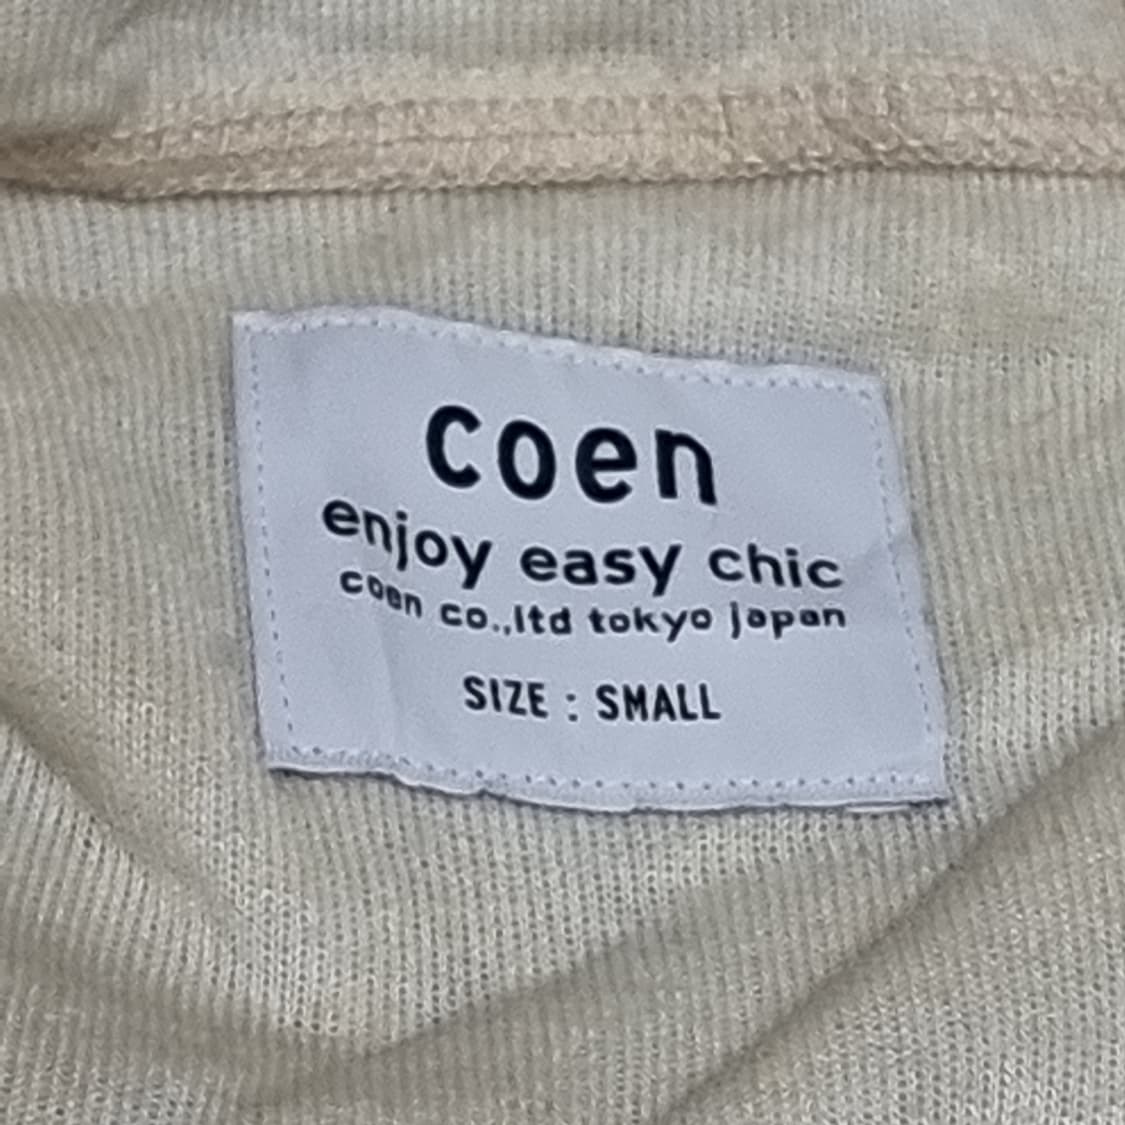 coen
enjoy easy chic
coen co.,ltd tokyo japan
SIZE : SMALL